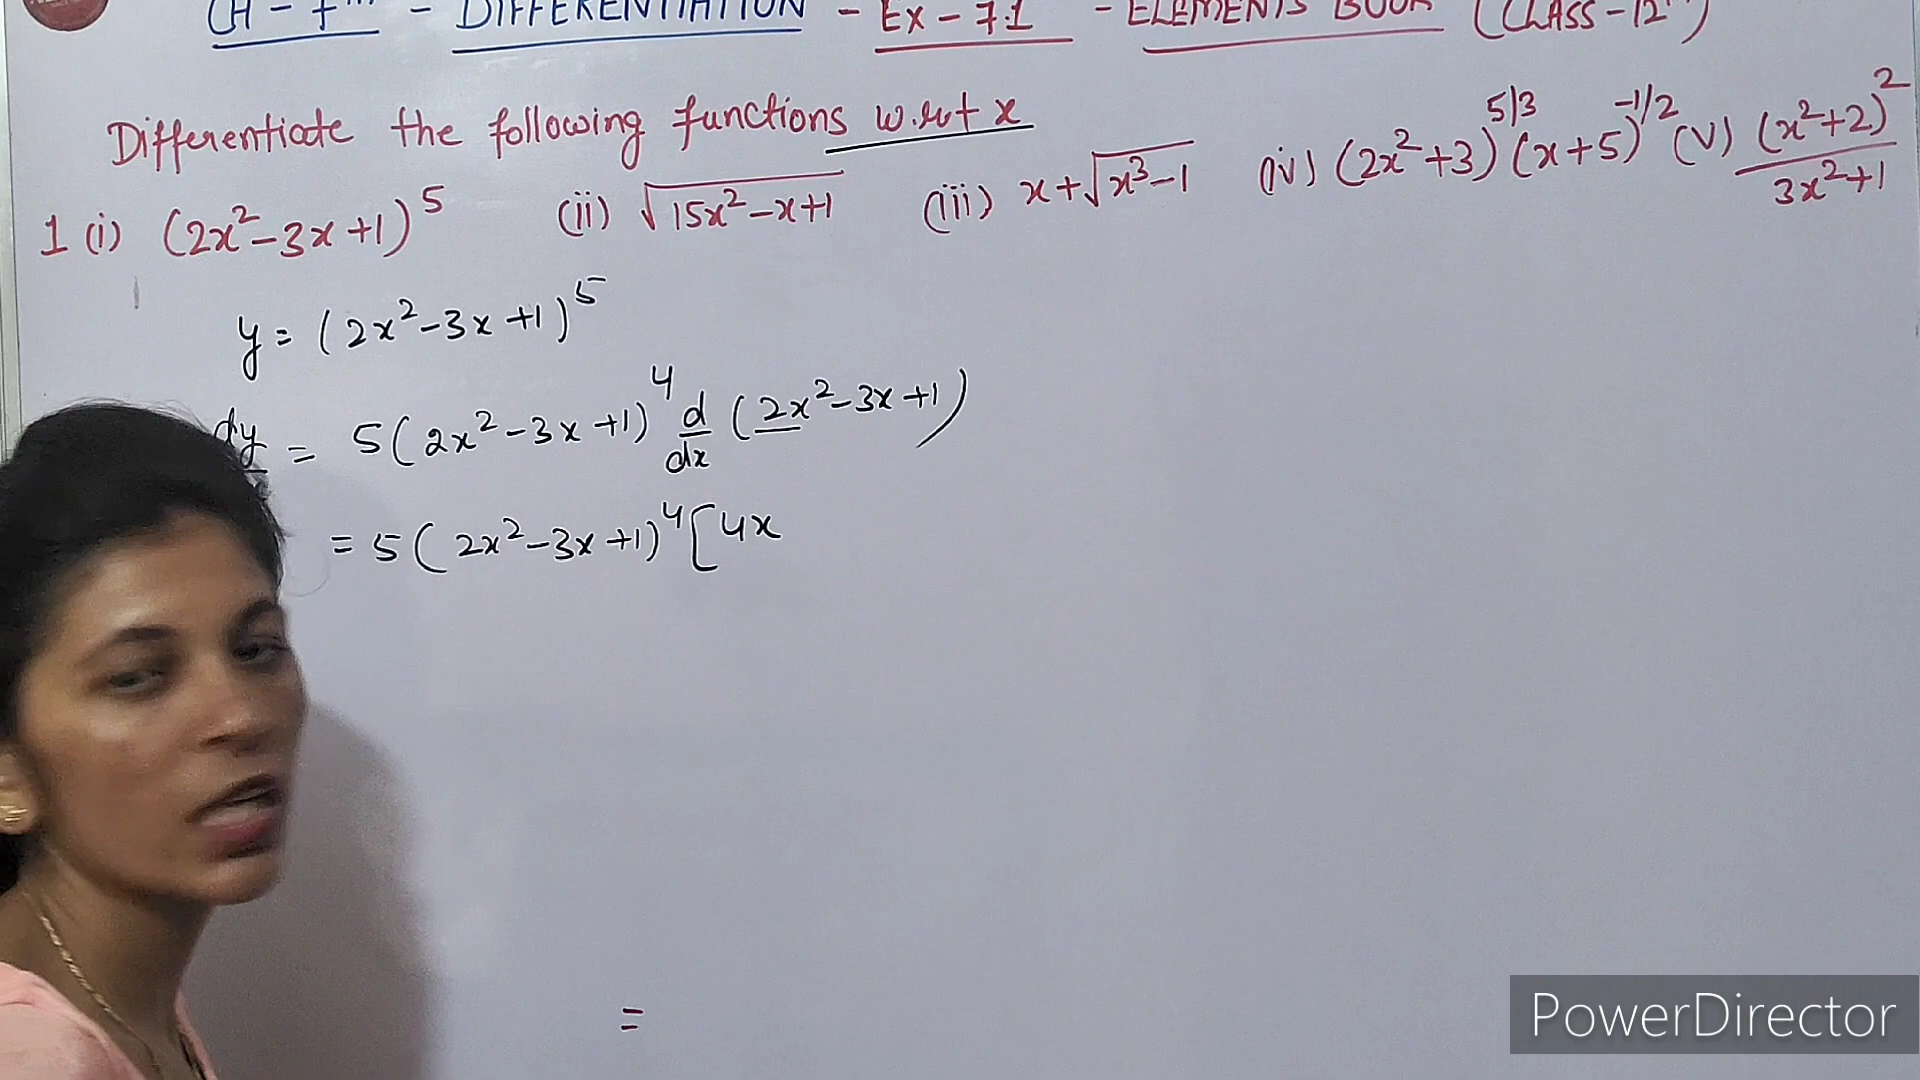 CH - 7th - DIFFERENTIATION - EX - 7.1 - ELEMENTS BOOK (CLASS - 12th)
Differentiate the following functions w.r.t x
1 (i) (2x²-3x+1)⁵ (ii) √(15x²-x+1) (iii) x+√(x³-1) (iv) (2x²+3)^(5/3) (x+5)^(-1/2) (v) (x²+2)²/(3x²+1)
y = (2x²-3x+1)⁵
dy = 5(2x²-3x+1)⁴ d/dx (2x²-3x+1)
= 5(2x²-3x+1)⁴ [4x
=
PowerDirector